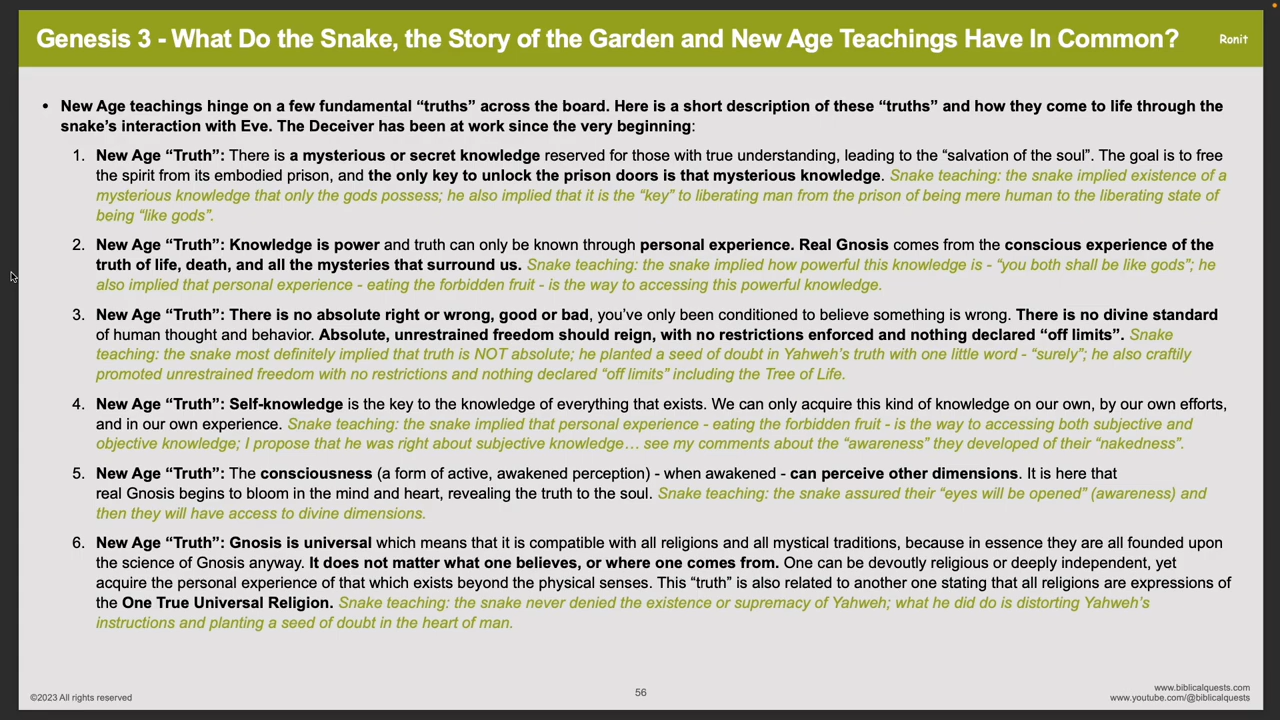 Genesis 3 - What Do the Snake, the Story of the Garden and New Age Teachings Have In Common?
Ronit
• New Age teachings hinge on a few fundamental “truths” across the board. Here is a short description of these “truths” and how they come to life through the
snake’s interaction with Eve. The Deceiver has been at work since the very beginning:
1. New Age “Truth”: There is a mysterious or secret knowledge reserved for those with true understanding, leading to the “salvation of the soul”. The goal is to free
the spirit from its embodied prison, and the only key to unlock the prison doors is that mysterious knowledge. Snake teaching: the snake implied existence of a
mysterious knowledge that only the gods possess; he also implied that it is the “key” to liberating man from the prison of being mere human to the liberating state of
being “like gods”.
2. New Age “Truth”: Knowledge is power and truth can only be known through personal experience. Real Gnosis comes from the conscious experience of the
truth of life, death, and all the mysteries that surround us. Snake teaching: the snake implied how powerful this knowledge is - “you both shall be like gods”; he
also implied that personal experience - eating the forbidden fruit - is the way to accessing this powerful knowledge.
3. New Age “Truth”: There is no absolute right or wrong, good or bad, you’ve only been conditioned to believe something is wrong. There is no divine standard
of human thought and behavior. Absolute, unrestrained freedom should reign, with no restrictions enforced and nothing declared “off limits”. Snake
teaching: the snake most definitely implied that truth is NOT absolute; he planted a seed of doubt in Yahweh’s truth with one little word - “surely”; he also craftily
promoted unrestrained freedom with no restrictions and nothing declared “off limits” including the Tree of Life.
4. New Age “Truth”: Self-knowledge is the key to the knowledge of everything that exists. We can only acquire this kind of knowledge on our own, by our own efforts,
and in our own experience. Snake teaching: the snake implied that personal experience - eating the forbidden fruit - is the way to accessing both subjective and
objective knowledge; I propose that he was right about subjective knowledge… see my comments about the “awareness” they developed of their “nakedness”.
5. New Age “Truth”: The consciousness (a form of active, awakened perception) - when awakened - can perceive other dimensions. It is here that
real Gnosis begins to bloom in the mind and heart, revealing the truth to the soul. Snake teaching: the snake assured their “eyes will be opened” (awareness) and
then they will have access to divine dimensions.
6. New Age “Truth”: Gnosis is universal which means that it is compatible with all religions and all mystical traditions, because in essence they are all founded upon
the science of Gnosis anyway. It does not matter what one believes, or where one comes from. One can be devoutly religious or deeply independent, yet
acquire the personal experience of that which exists beyond the physical senses. This “truth” is also related to another one stating that all religions are expressions of
the One True Universal Religion. Snake teaching: the snake never denied the existence or supremacy of Yahweh; what he did do is distorting Yahweh’s
instructions and planting a seed of doubt in the heart of man.
©2023 All rights reserved
56
www.biblicalquests.com
www.youtube.com/@biblicalquests